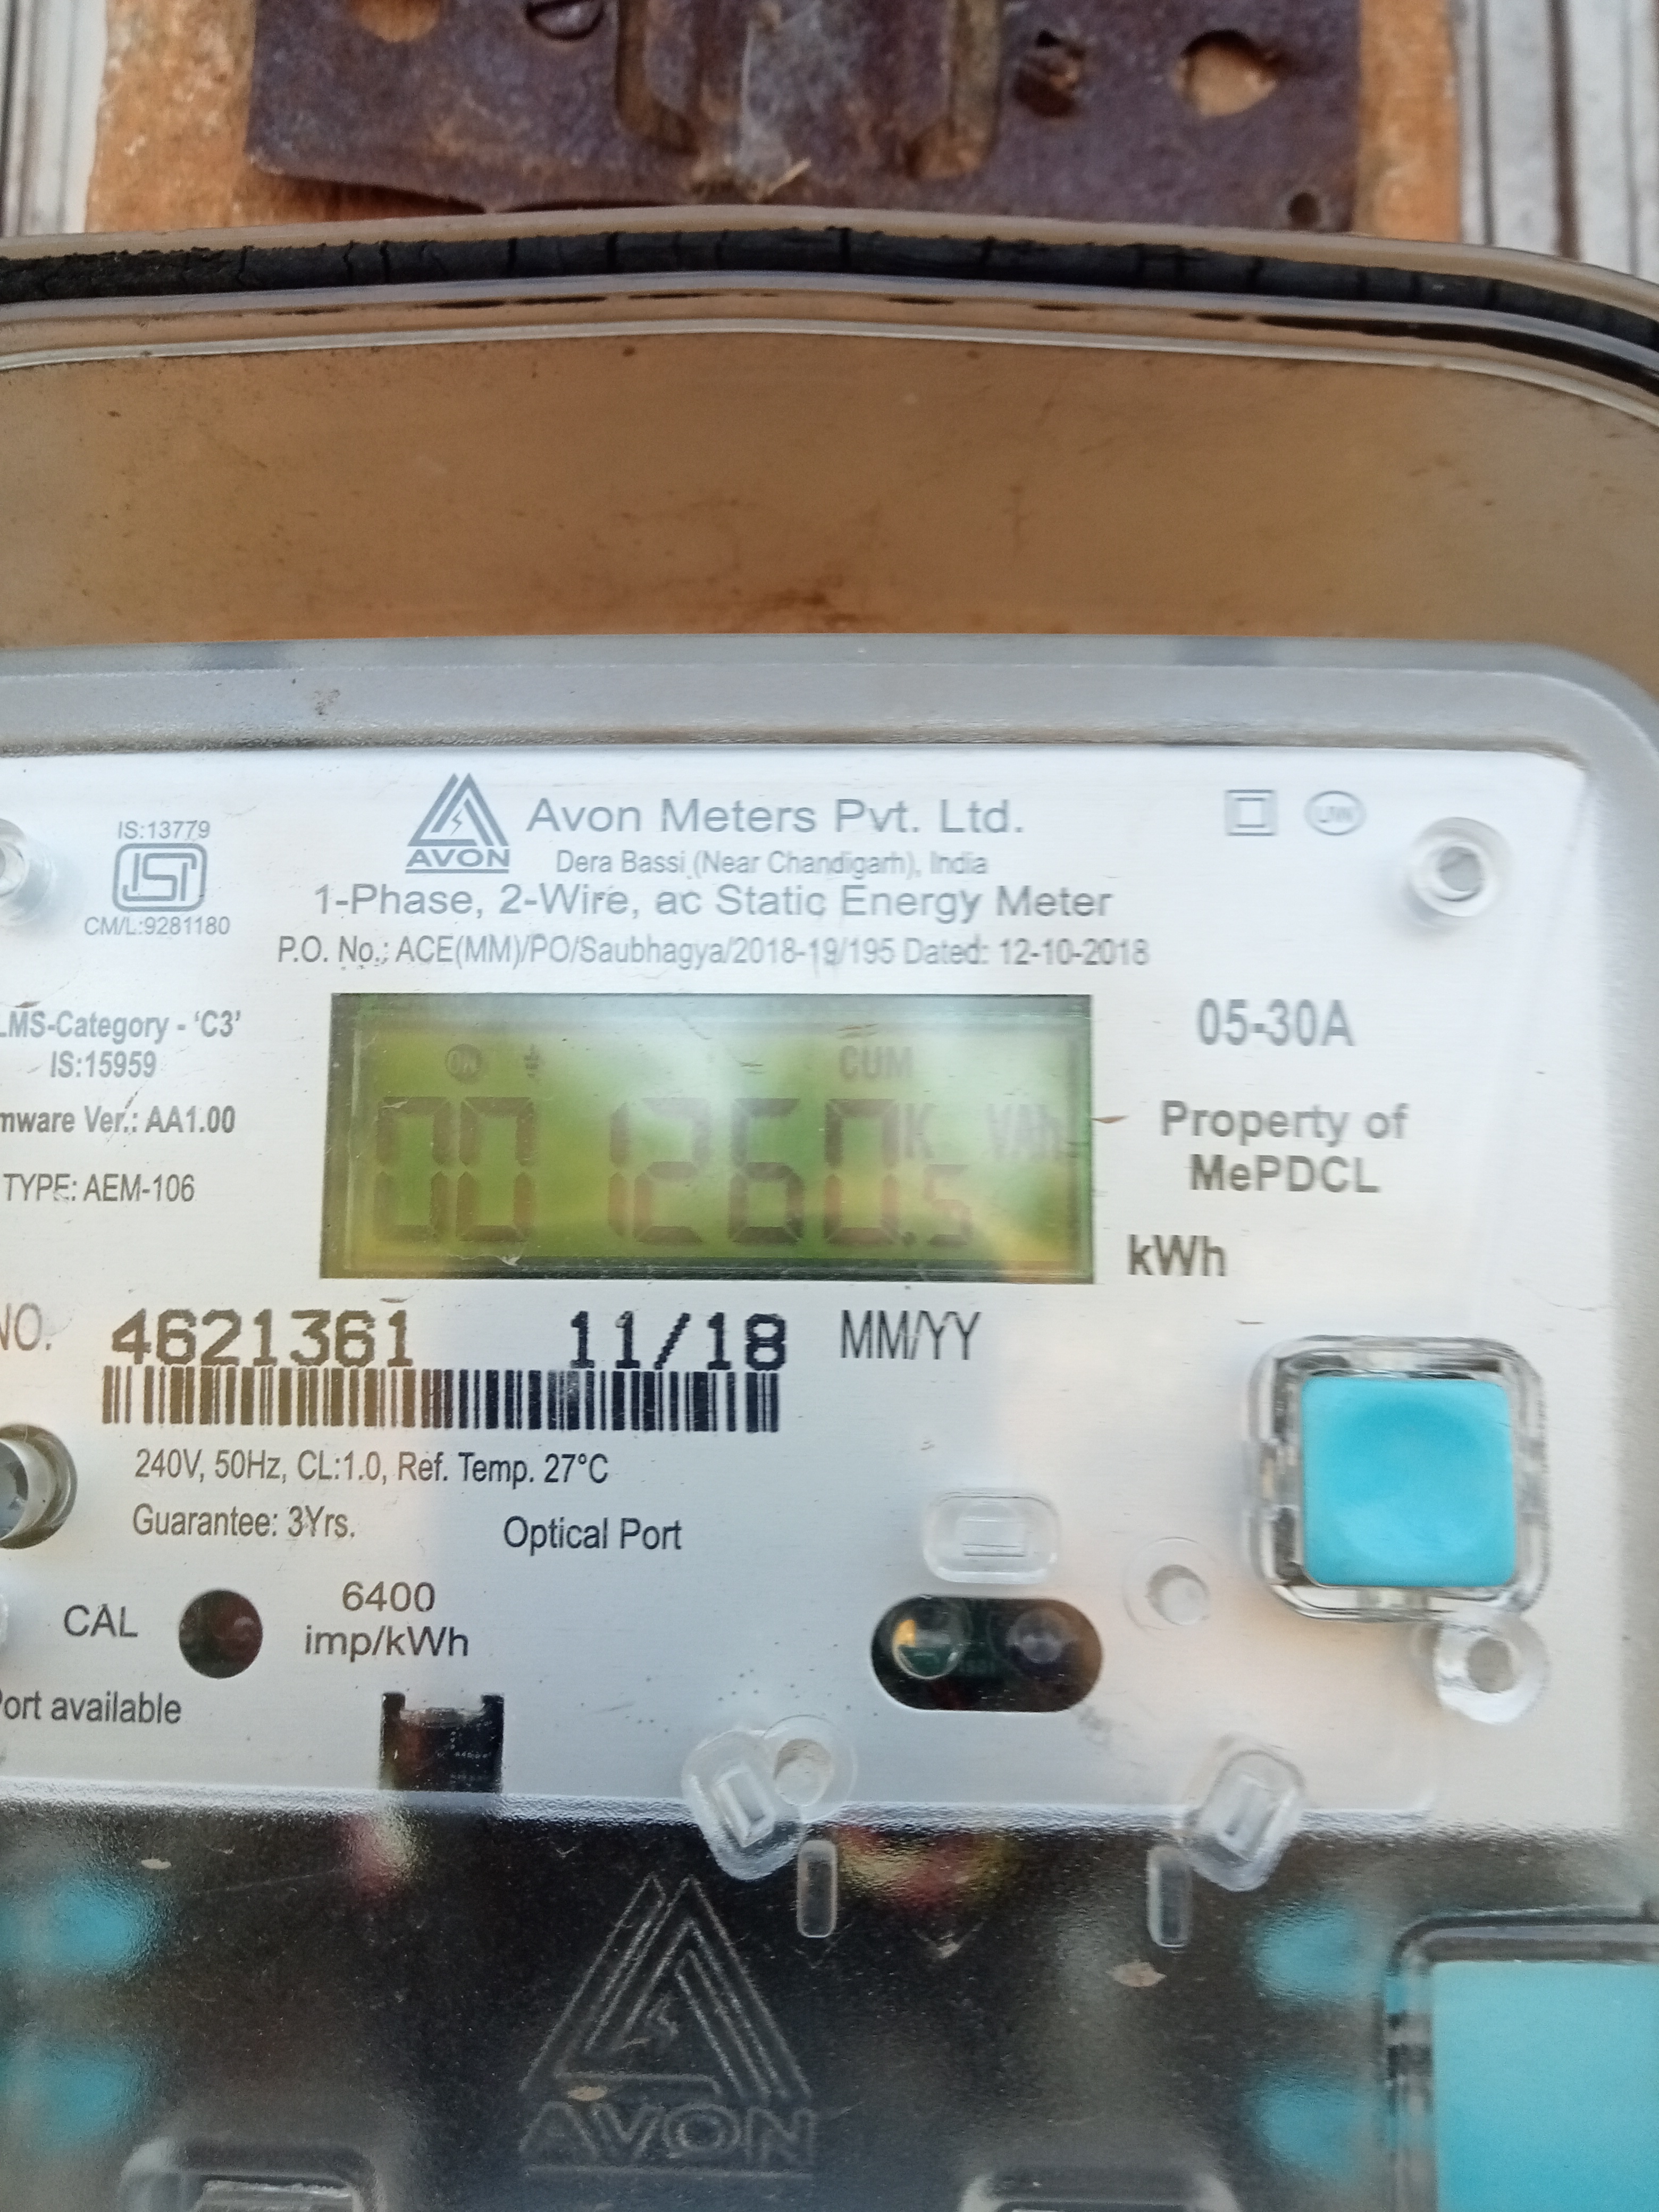 IS:13779
ISI
CM/L:9281180
AVON
Avon Meters Pvt. Ltd.
Dera Bassi (Near Chandigarh), India
1-Phase, 2-Wire, ac Static Energy Meter
P.O. No.: ACE(MM)/PO/Saubhagya/2018-19/195 Dated: 12-10-2018
LMS-Category - 'C3'
IS:15959
mware Ver.: AA1.00
TYPE: AEM-106
CUM
001260.5 K VAh
05-30A
Property of
MePDCL
kWh
NO. 4621361 11/18 MM/YY
240V, 50Hz, CL:1.0, Ref. Temp. 27°C
Guarantee: 3Yrs.
Optical Port
CAL
6400
imp/kWh
Port available
AVON